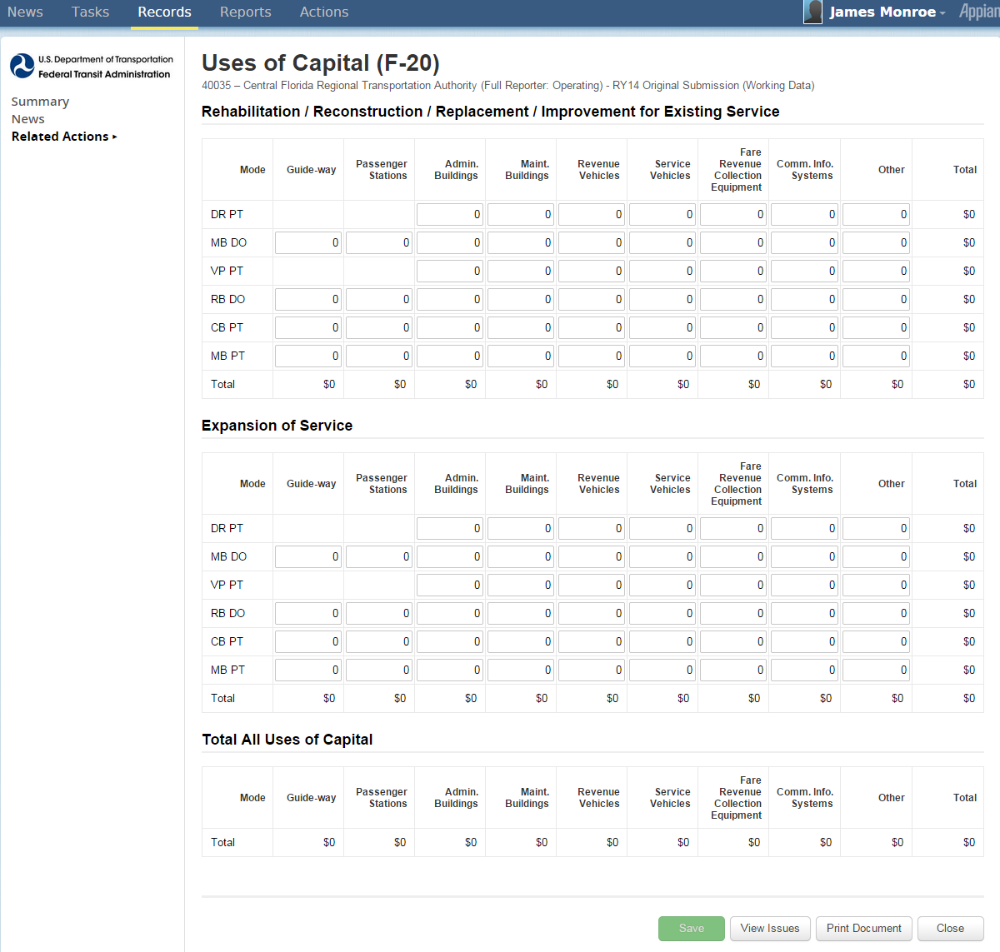 News Tasks Records Reports Actions James Monroe Appian
U.S. Department of Transportation
Federal Transit Administration
Summary
News
Related Actions
Uses of Capital (F-20)
40035 – Central Florida Regional Transportation Authority (Full Reporter: Operating) - RY14 Original Submission (Working Data)
Rehabilitation / Reconstruction / Replacement / Improvement for Existing Service
Mode Guide-way Passenger Stations Admin. Buildings Maint. Buildings Revenue Vehicles Service Vehicles Fare Revenue Collection Equipment Comm. Info. Systems Other Total
DR PT 0 0 0 0 0 0 0 $0
MB DO 0 0 0 0 0 0 0 0 0 $0
VP PT 0 0 0 0 0 0 0 $0
RB DO 0 0 0 0 0 0 0 0 0 $0
CB PT 0 0 0 0 0 0 0 0 0 $0
MB PT 0 0 0 0 0 0 0 0 0 $0
Total $0 $0 $0 $0 $0 $0 $0 $0 $0 $0
Expansion of Service
Mode Guide-way Passenger Stations Admin. Buildings Maint. Buildings Revenue Vehicles Service Vehicles Fare Revenue Collection Equipment Comm. Info. Systems Other Total
DR PT 0 0 0 0 0 0 0 $0
MB DO 0 0 0 0 0 0 0 0 0 $0
VP PT 0 0 0 0 0 0 0 $0
RB DO 0 0 0 0 0 0 0 0 0 $0
CB PT 0 0 0 0 0 0 0 0 0 $0
MB PT 0 0 0 0 0 0 0 0 0 $0
Total $0 $0 $0 $0 $0 $0 $0 $0 $0 $0
Total All Uses of Capital
Mode Guide-way Passenger Stations Admin. Buildings Maint. Buildings Revenue Vehicles Service Vehicles Fare Revenue Collection Equipment Comm. Info. Systems Other Total
Total $0 $0 $0 $0 $0 $0 $0 $0 $0 $0
Save View Issues Print Document Close